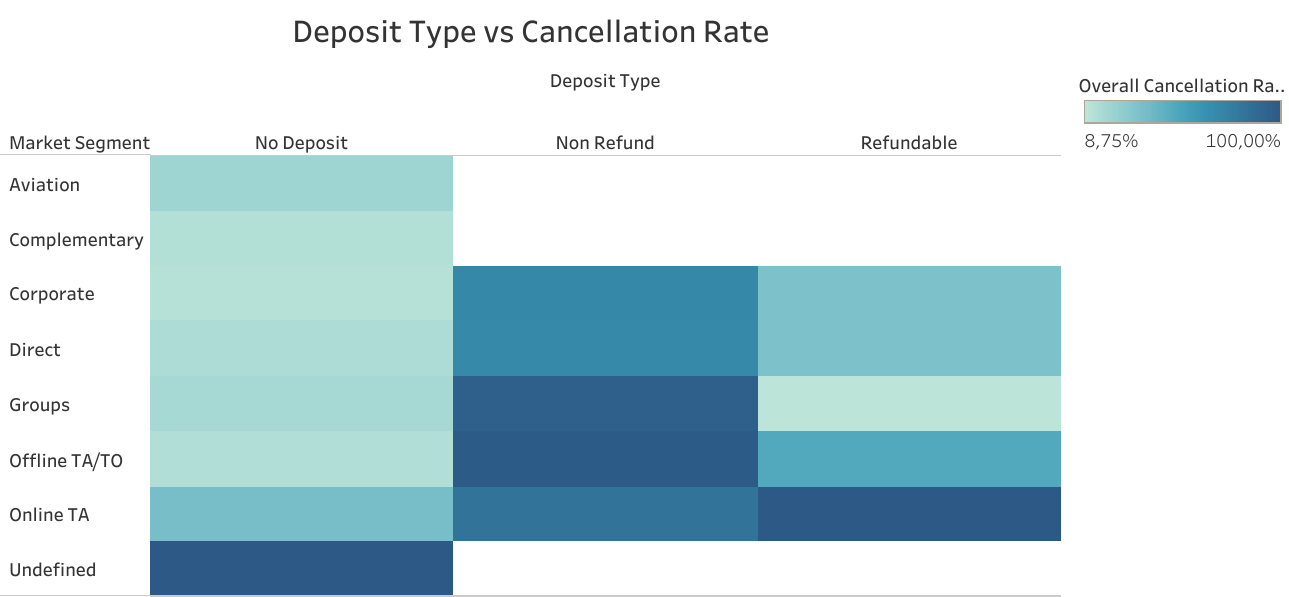 Deposit Type vs Cancellation Rate
Deposit Type
Market Segment No Deposit Non Refund Refundable
Aviation
Complementary
Corporate
Direct
Groups
Offline TA/TO
Online TA
Undefined
Overall Cancellation Ra..
8,75% 100,00%